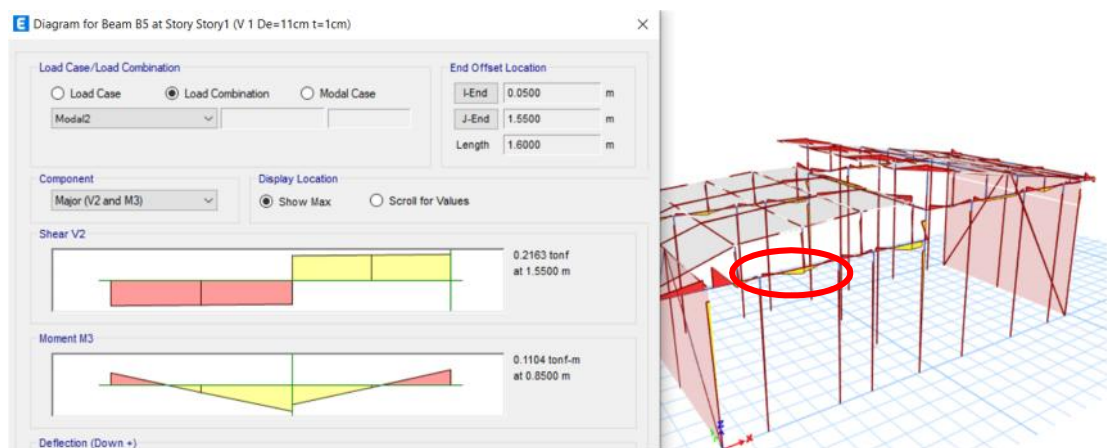 Diagram for Beam B5 at Story Story1 (V 1 De=11cm t=1cm)
Load Case/Load Combination
Load Case Load Combination Modal Case
Modal2
End Offset Location
I-End 0.0500 m
J-End 1.5500 m
Length 1.6000 m
Component
Major (V2 and M3)
Display Location
Show Max Scroll for Values
Shear V2
0.2163 tonf
at 1.5500 m
Moment M3
0.1104 tonf-m
at 0.8500 m
Deflection (Down +)
Z
Y
X